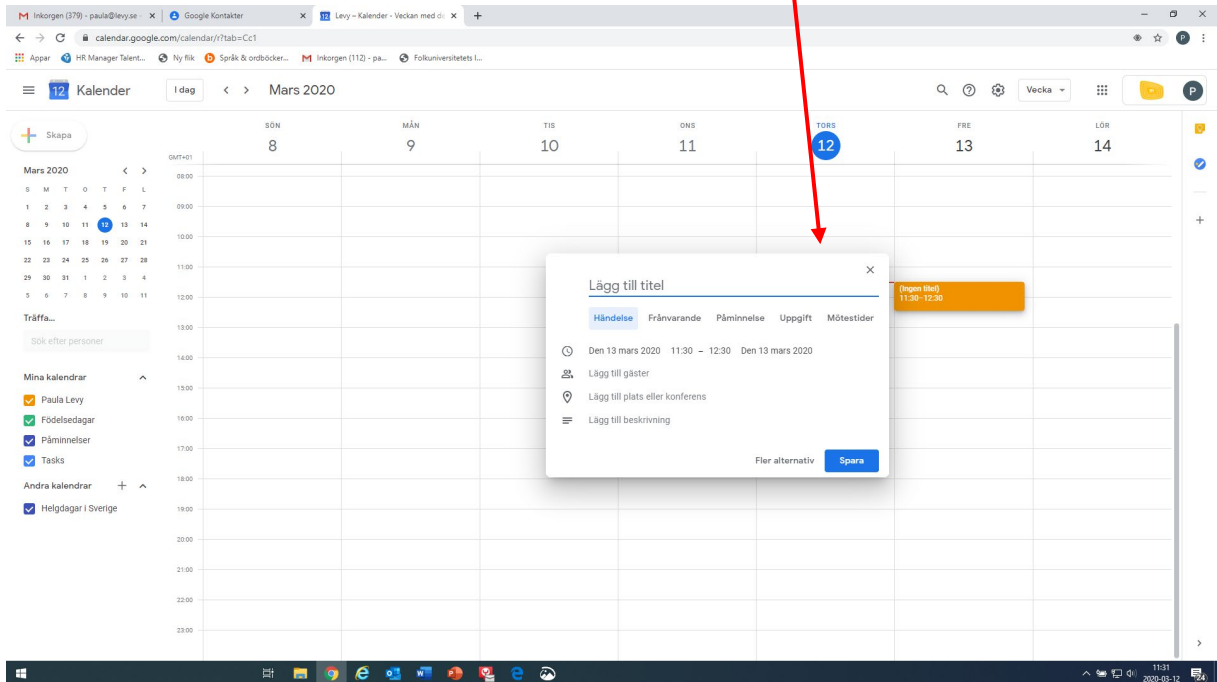 Inkorgen (379) - paula@levy.se -
Google Kontakter
Levy – Kalender - Veckan med de
calendar.google.com/calendar/r?tab=Cc1
Appar
HR Manager Talent...
Ny flik
Språk & ordböcker...
Inkorgen (112) - pa...
Folkuniversitetets l...
12 Kalender
I dag
Mars 2020
Vecka
P
Skapa
Mars 2020
S M T O T F L
1 2 3 4 5 6 7
8 9 10 11 12 13 14
15 16 17 18 19 20 21
22 23 24 25 26 27 28
29 30 31 1 2 3 4
5 6 7 8 9 10 11
Träffa...
Sök efter personer
Mina kalendrar
Paula Levy
Födelsedagar
Påminnelser
Tasks
Andra kalendrar
Helgdagar i Sverige
SÖN MÅN TIS ONS TORS FRE LÖR
8 9 10 11 12 13 14
GMT+01
08:00
09:00
10:00
11:00
12:00
13:00
14:00
15:00
16:00
17:00
18:00
19:00
20:00
21:00
22:00
23:00
(Ingen titel)
11:30–12:30
Lägg till titel
Händelse Frånvarande Påminnelse Uppgift Mötestider
Den 13 mars 2020 11:30 – 12:30 Den 13 mars 2020
Lägg till gäster
Lägg till plats eller konferens
Lägg till beskrivning
Fler alternativ Spara
11:31
2020-03-12
24